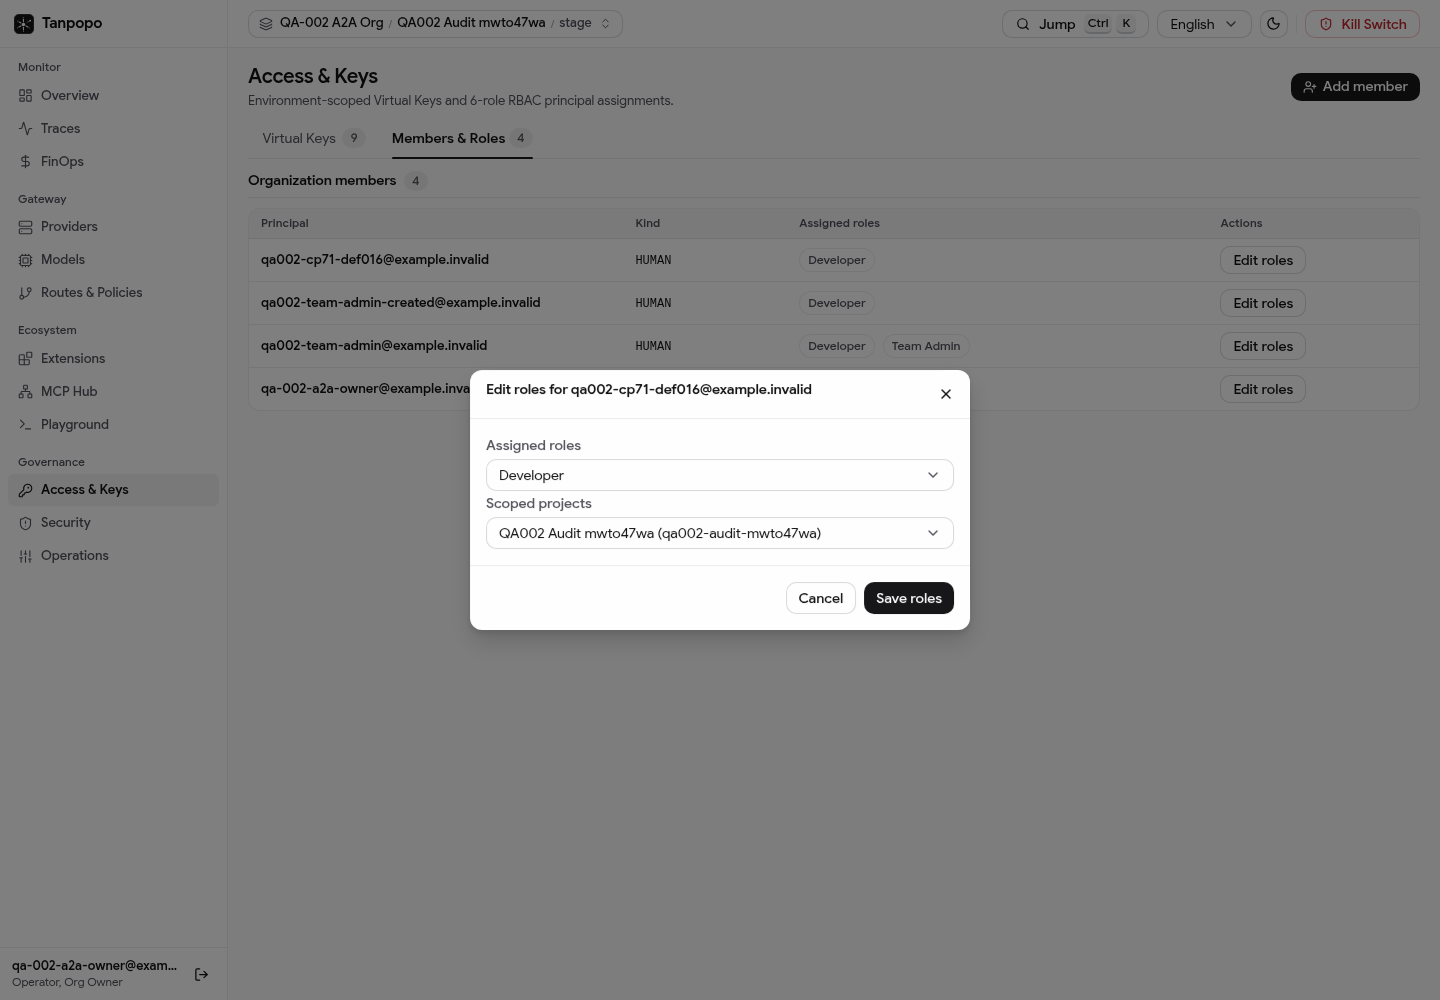 Tanpopo
QA-002 A2A Org / QA002 Audit mwto47wa / stage
Jump Ctrl K
English
Kill Switch
Monitor
Overview
Traces
FinOps
Gateway
Providers
Models
Routes & Policies
Ecosystem
Extensions
MCP Hub
Playground
Governance
Access & Keys
Security
Operations
qa-002-a2a-owner@exam...
Operator, Org Owner
Access & Keys
Environment-scoped Virtual Keys and 6-role RBAC principal assignments.
Add member
Virtual Keys 9
Members & Roles 4
Organization members 4
Principal Kind Assigned roles Actions
qa002-cp71-def016@example.invalid HUMAN Developer Edit roles
qa002-team-admin-created@example.invalid HUMAN Developer Edit roles
qa002-team-admin@example.invalid HUMAN Developer Team Admin Edit roles
qa-002-a2a-owner@example.inva Edit roles
Edit roles for qa002-cp71-def016@example.invalid
Assigned roles
Developer
Scoped projects
QA002 Audit mwto47wa (qa002-audit-mwto47wa)
Cancel
Save roles